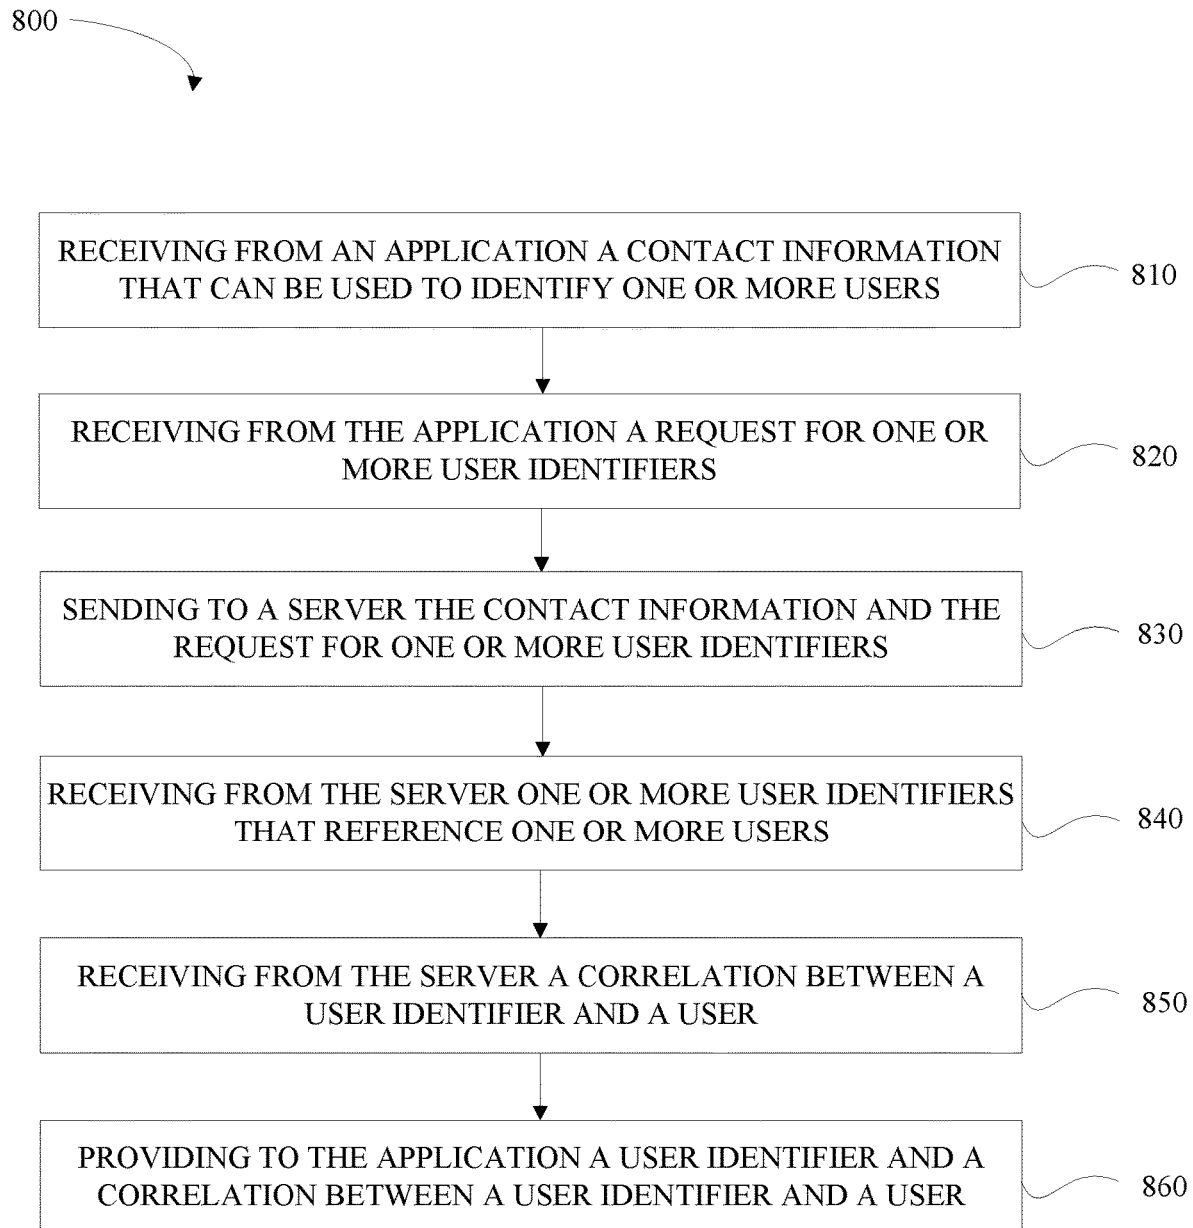 800
RECEIVING FROM AN APPLICATION A CONTACT INFORMATION
THAT CAN BE USED TO IDENTIFY ONE OR MORE USERS
810
RECEIVING FROM THE APPLICATION A REQUEST FOR ONE OR
MORE USER IDENTIFIERS
820
SENDING TO A SERVER THE CONTACT INFORMATION AND THE
REQUEST FOR ONE OR MORE USER IDENTIFIERS
830
RECEIVING FROM THE SERVER ONE OR MORE USER IDENTIFIERS
THAT REFERENCE ONE OR MORE USERS
840
RECEIVING FROM THE SERVER A CORRELATION BETWEEN A
USER IDENTIFIER AND A USER
850
PROVIDING TO THE APPLICATION A USER IDENTIFIER AND A
CORRELATION BETWEEN A USER IDENTIFIER AND A USER
860